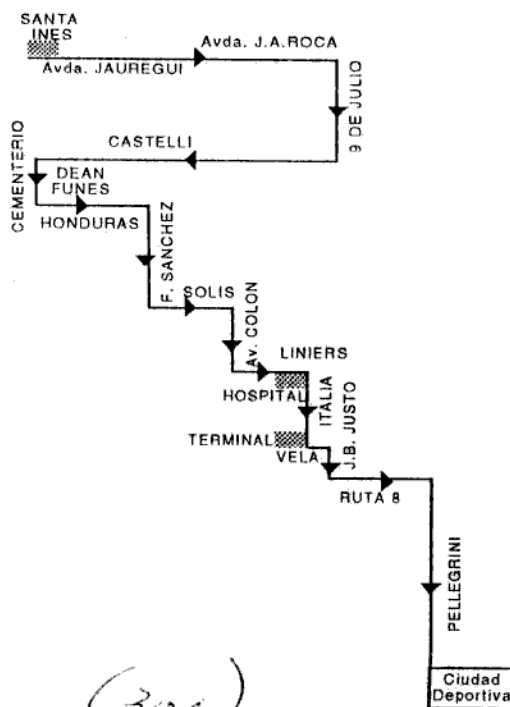 SANTA
INES
Avda. J.A.ROCA
Avda. JAUREGUI
9 DE JULIO
CASTELLI
CEMENTERIO
DEAN
FUNES
HONDURAS
F. SANCHEZ
SOLIS
Av. COLON
LINIERS
HOSPITAL
ITALIA
TERMINAL
VELA
J.B. JUSTO
RUTA 8
PELLEGRINI
Ciudad
Deportiva